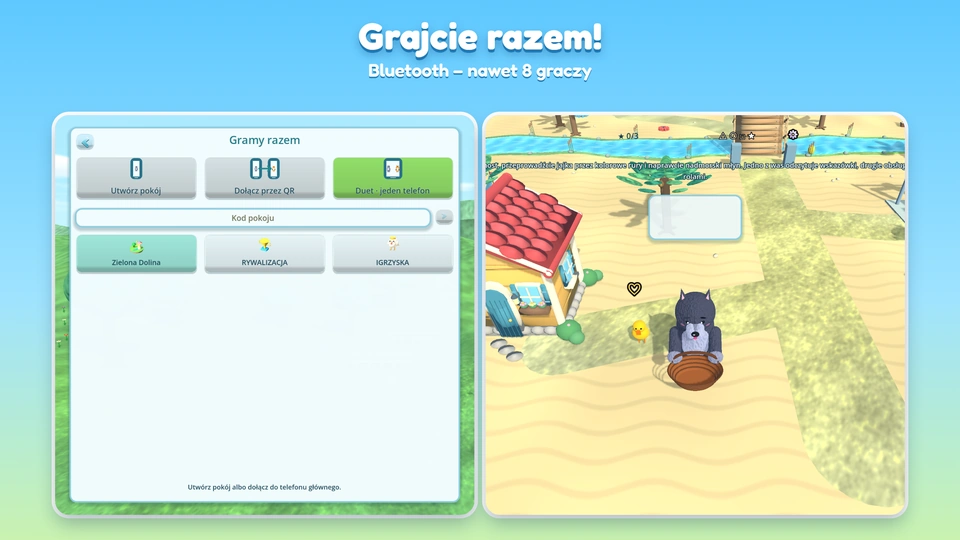 Grajcie razem!
Bluetooth – nawet 8 graczy
Gramy razem
Utwórz pokój
Dołącz przez QR
Duet - jeden telefon
Kod pokoju
Zielona Dolina
RYWALIZACJA
IGRZYSKA
Utwórz pokój albo dołącz do telefonu głównego.
★ 0/3
przeprowadźcie jajka przez kolorowe rury i naprawcie nadmorski młyn. Jedno z was odczytuje wskazówki, drugie
rolami.